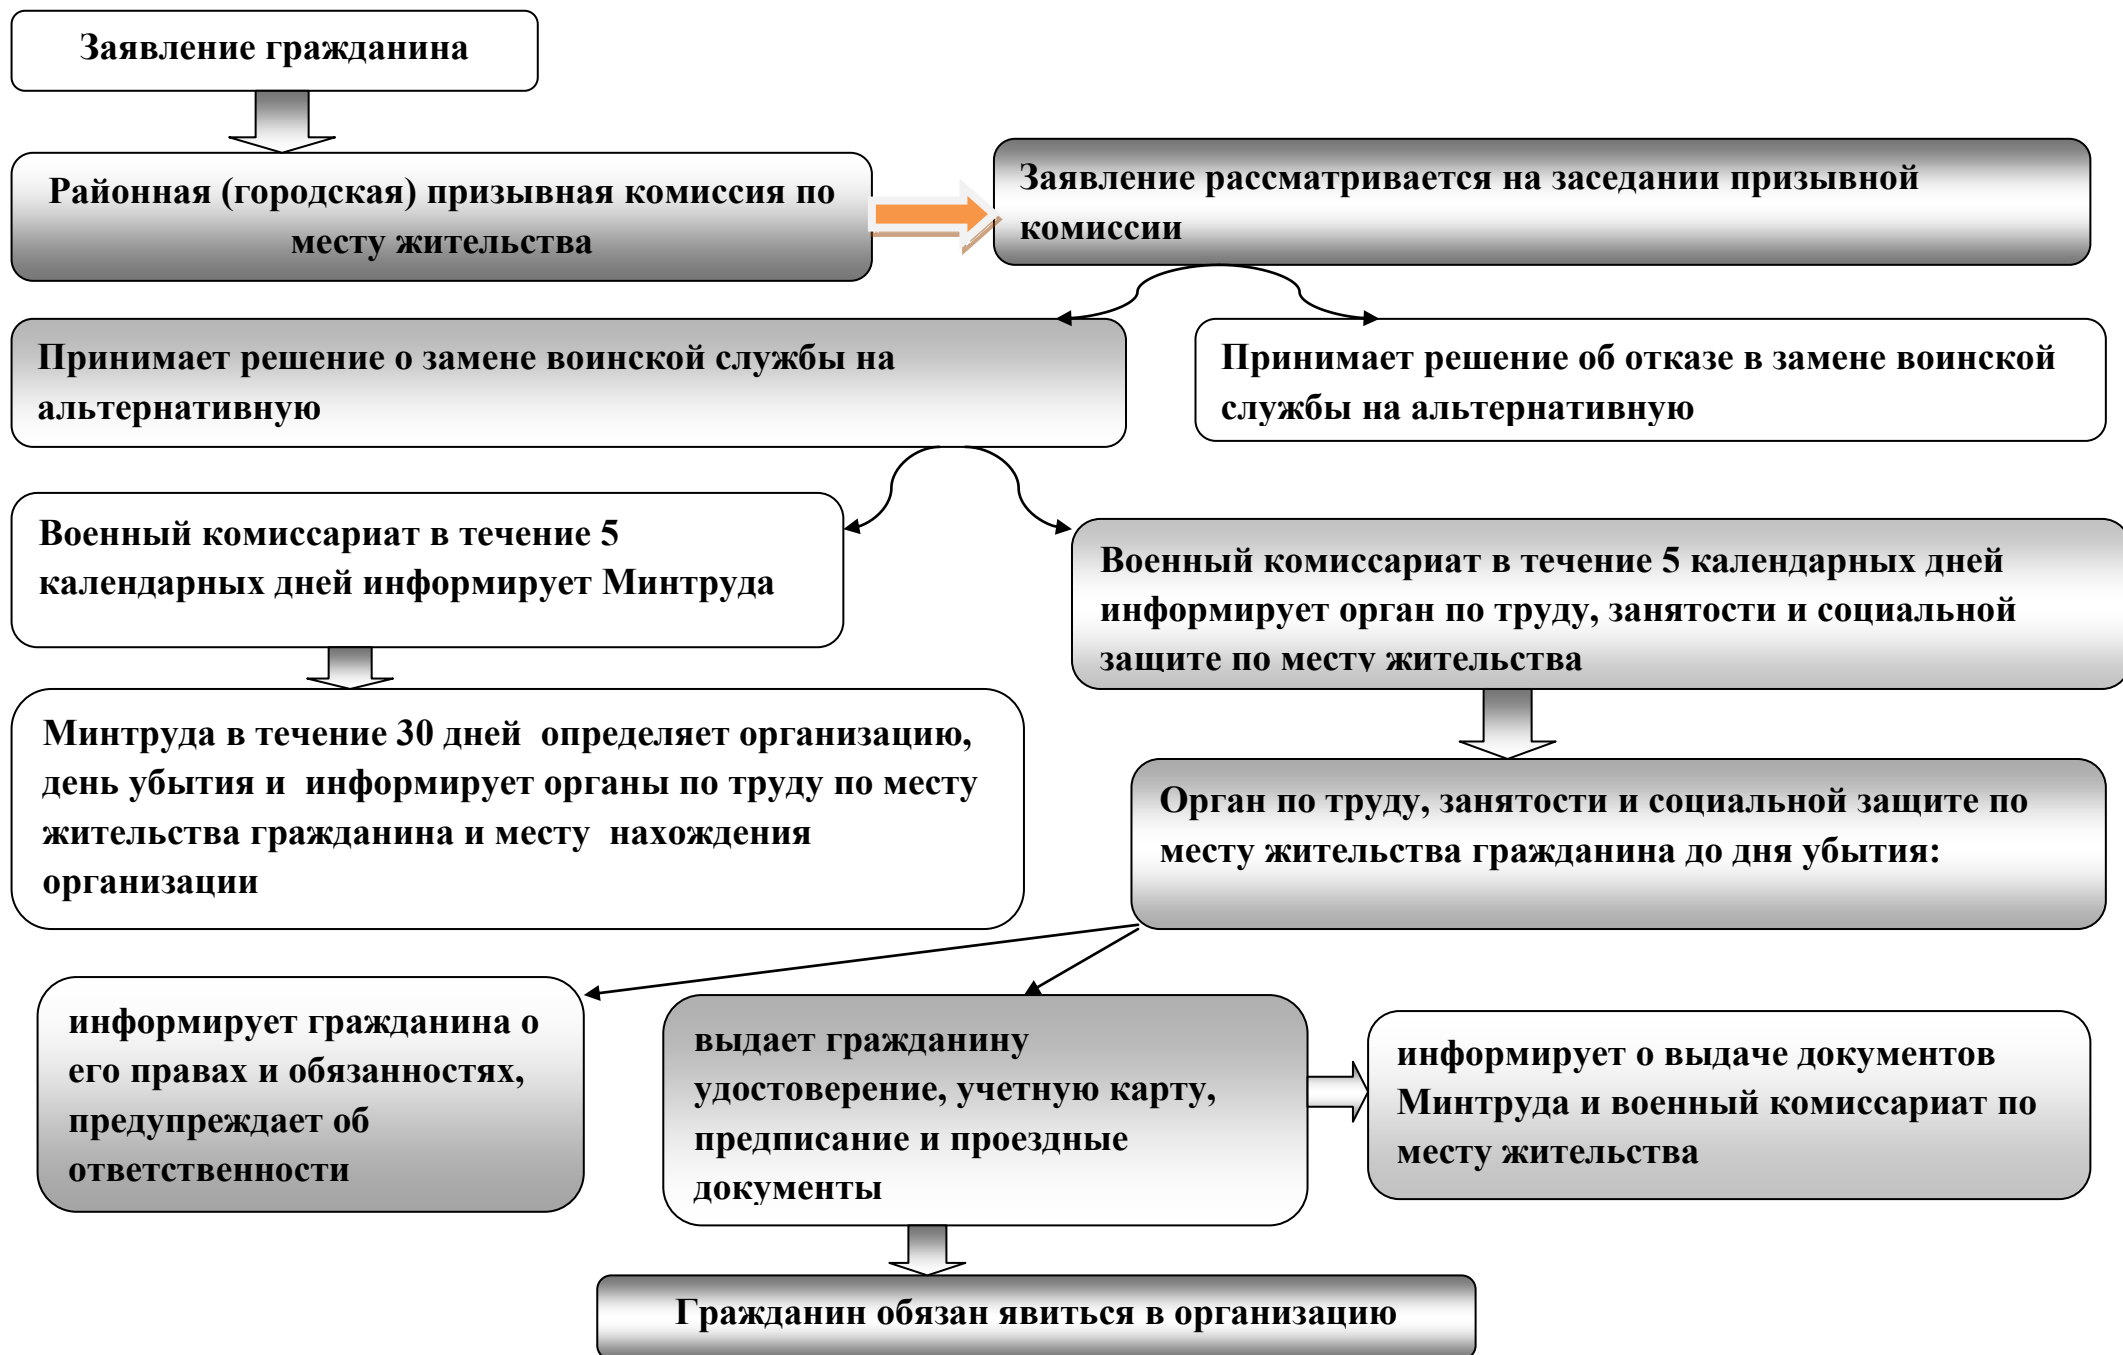 Заявление гражданина
Районная (городская) призывная комиссия по
месту жительства
Заявление рассматривается на заседании призывной
комиссии
Принимает решение о замене воинской службы на
альтернативную
Принимает решение об отказе в замене воинской
службы на альтернативную
Военный комиссариат в течение 5
календарных дней информирует Минтруда
Военный комиссариат в течение 5 календарных дней
информирует орган по труду, занятости и социальной
защите по месту жительства
Минтруда в течение 30 дней  определяет организацию,
день убытия и  информирует органы по труду по месту
жительства гражданина и месту  нахождения
организации
Орган по труду, занятости и социальной защите по
месту жительства гражданина до дня убытия:
информирует гражданина о
его правах и обязанностях,
предупреждает об
ответственности
выдает гражданину
удостоверение, учетную карту,
предписание и проездные
документы
информирует о выдаче документов
Минтруда и военный комиссариат по
месту жительства
Гражданин обязан явиться в организацию